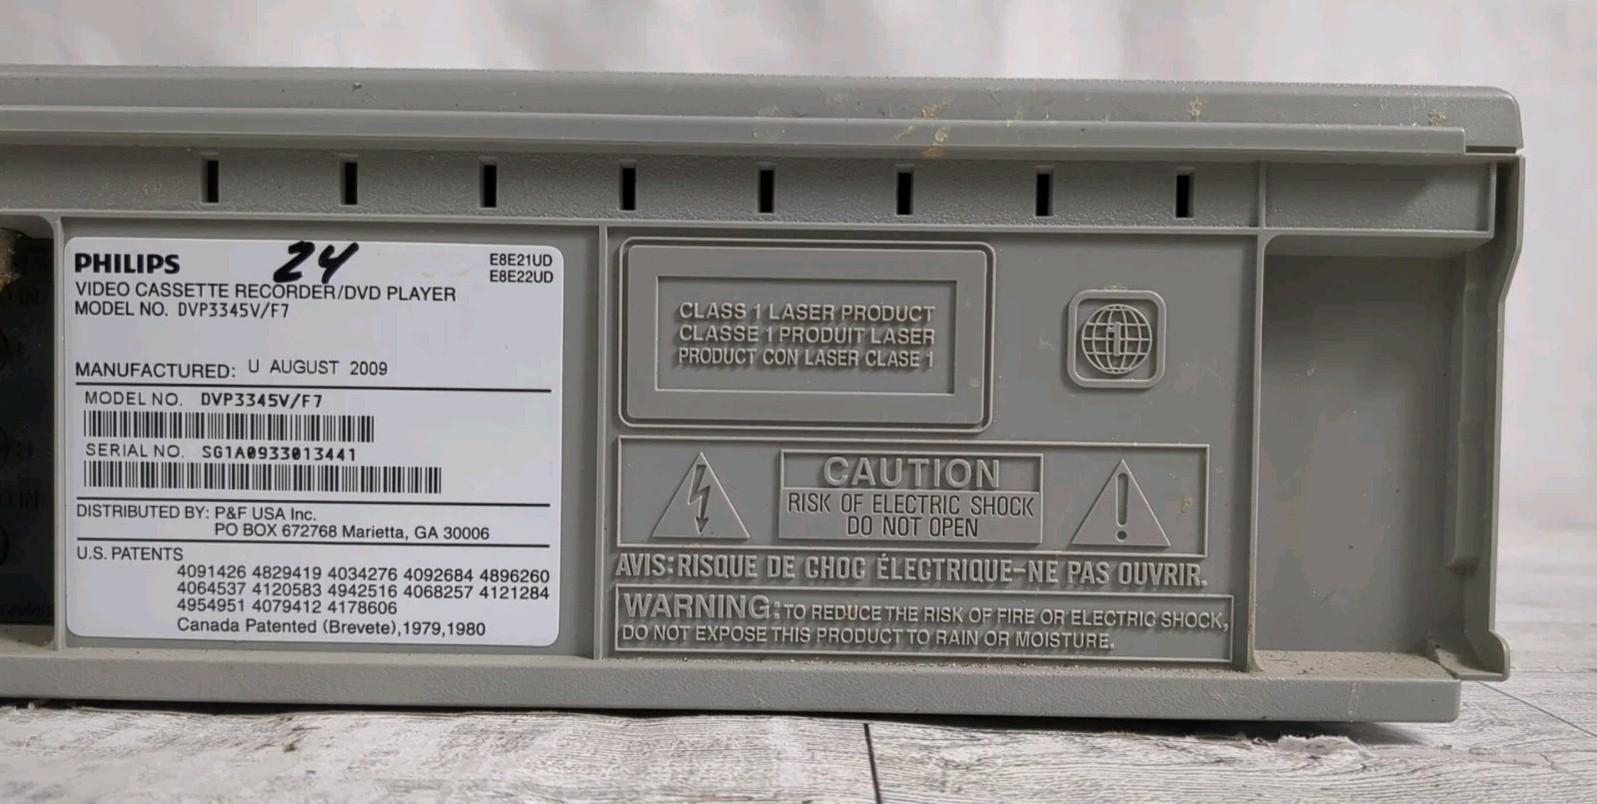 PHILIPS
24
E8E21UD
E8E22UD
VIDEO CASSETTE RECORDER/DVD PLAYER
MODEL NO. DVP3345V/F7
MANUFACTURED: U AUGUST 2009
MODEL NO. DVP3345V/F7
SERIAL NO. SG1A0933013441
DISTRIBUTED BY: P&F USA Inc.
PO BOX 672768 Marietta, GA 30006
U.S. PATENTS
4091426 4829419 4034276 4092684 4896260
4064537 4120583 4942516 4068257 4121284
4954951 4079412 4178606
Canada Patented (Brevete),1979,1980
CLASS 1 LASER PRODUCT
CLASSE 1 PRODUIT LASER
PRODUCT CON LASER CLASE 1
i
CAUTION
RISK OF ELECTRIC SHOCK
DO NOT OPEN
!
AVIS:RISQUE DE CHOC ÉLECTRIQUE-NE PAS OUVRIR.
WARNING: TO REDUCE THE RISK OF FIRE OR ELECTRIC SHOCK,
DO NOT EXPOSE THIS PRODUCT TO RAIN OR MOISTURE.